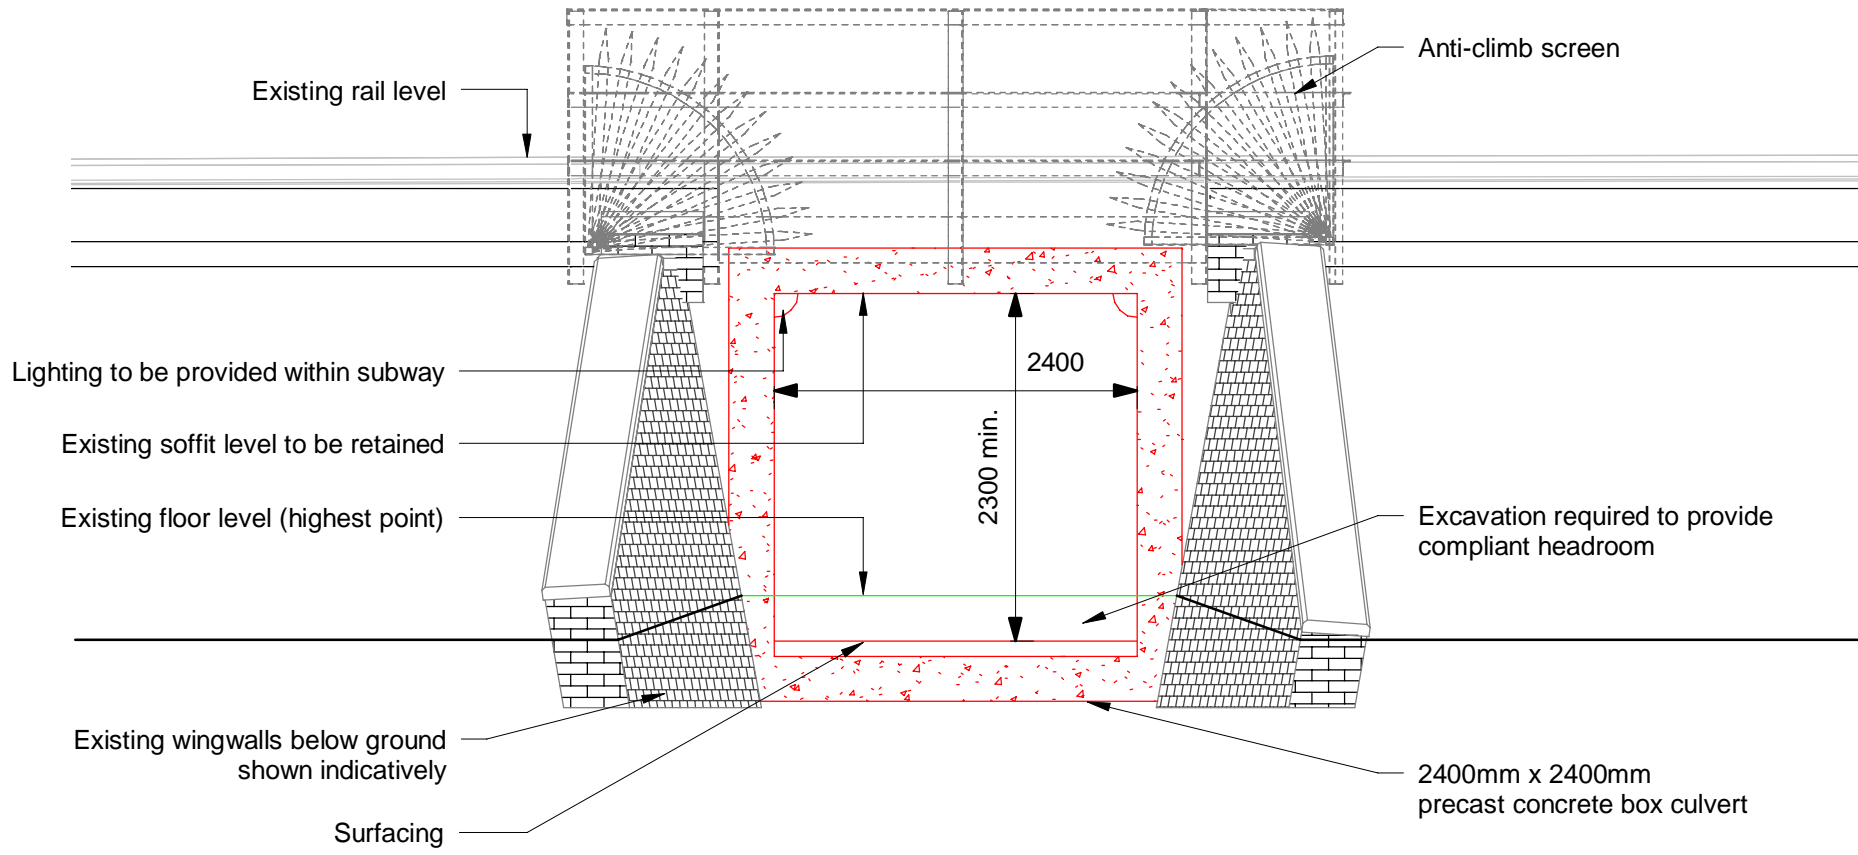 Anti-climb screen
Existing rail level
Lighting to be provided within subway
2400
Existing soffit level to be retained
2300 min.
Existing floor level (highest point)
Excavation required to provide
compliant headroom
Existing wingwalls below ground
shown indicatively
2400mm x 2400mm
precast concrete box culvert
Surfacing